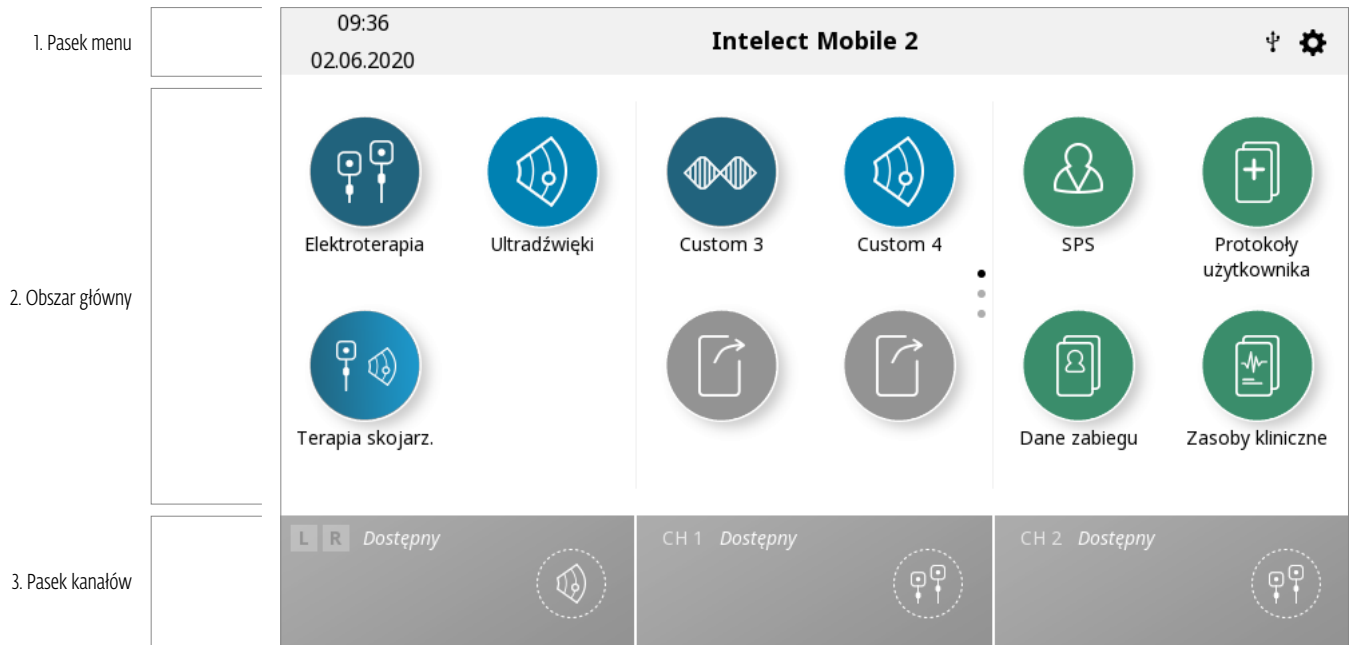 1. Pasek menu
09:36
02.06.2020
Intelect Mobile 2
2. Obszar główny
Elektroterapia
Ultradźwięki
Custom 3
Custom 4
SPS
Protokoły
użytkownika
Terapia skojarz.
Dane zabiegu
Zasoby kliniczne
3. Pasek kanałów
L R Dostępny
CH 1 Dostępny
CH 2 Dostępny